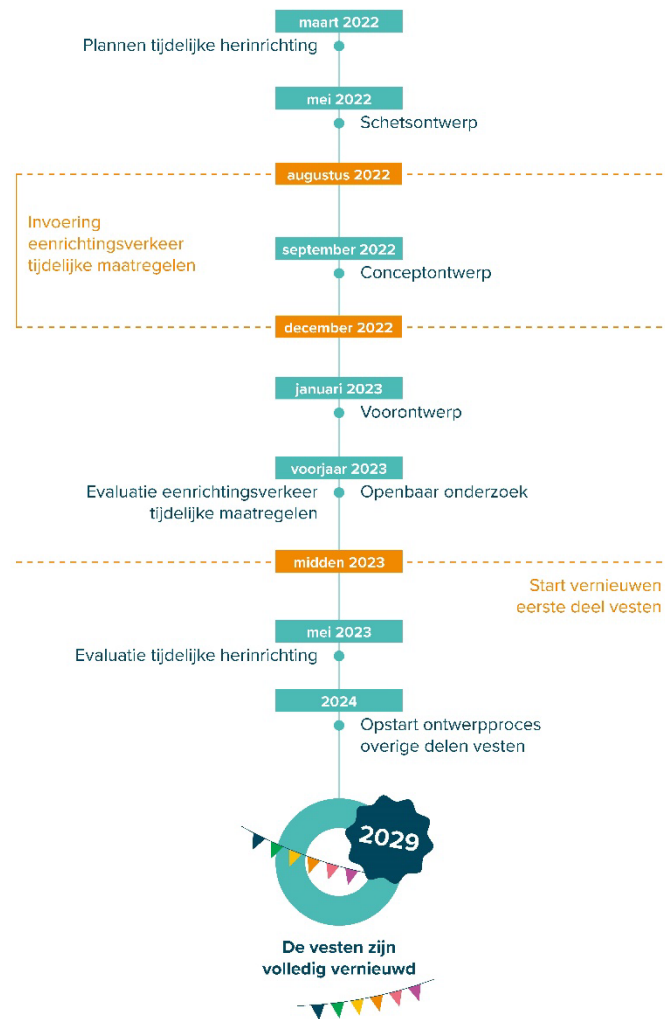 maart 2022
Plannen tijdelijke herinrichting
mei 2022
Schetsontwerp
augustus 2022
Invoering
eenrichtingsverkeer
tijdelijke maatregelen
september 2022
Conceptontwerp
december 2022
januari 2023
Voorontwerp
voorjaar 2023
Evaluatie eenrichtingsverkeer
tijdelijke maatregelen
Openbaar onderzoek
midden 2023
Start vernieuwen
eerste deel vesten
mei 2023
Evaluatie tijdelijke herinrichting
2024
Opstart ontwerpproces
overige delen vesten
2029
De vesten zijn
volledig vernieuwd